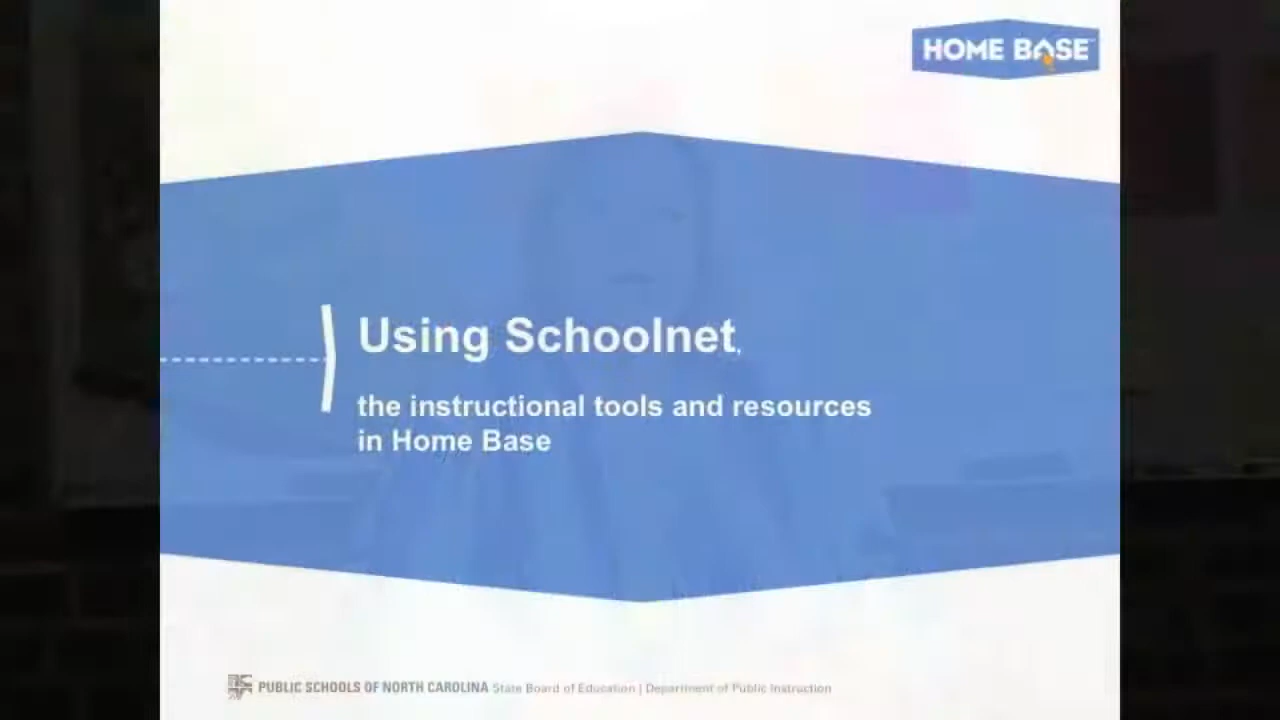 HOME BASE
Using Schoolnet,
the instructional tools and resources
in Home Base
PUBLIC SCHOOLS OF NORTH CAROLINA State Board of Education | Department of Public Instruction